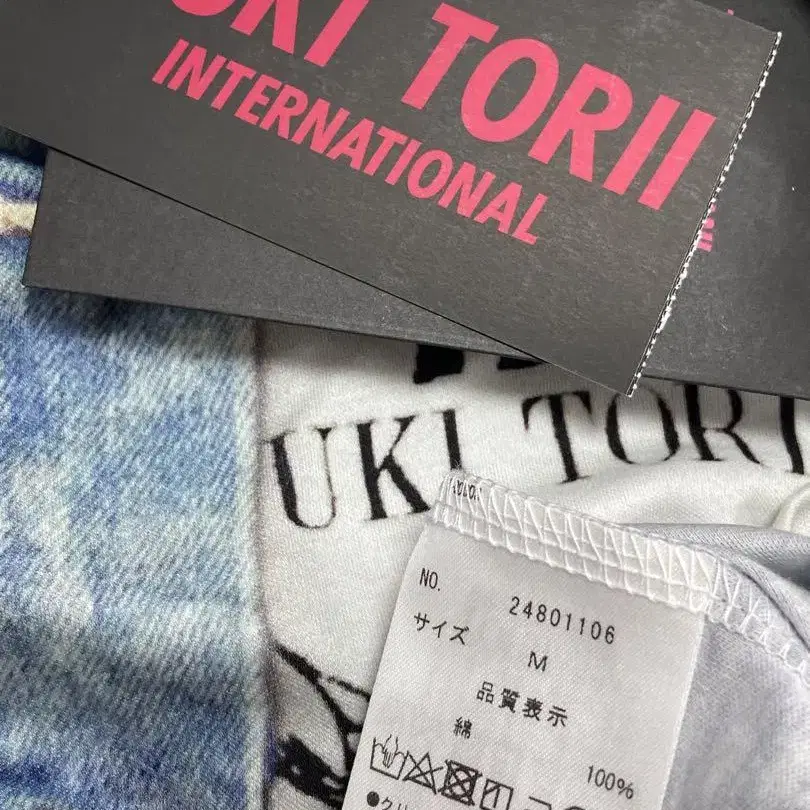 UKI TORII
INTERNATIONAL
UKI TORI
NO. 24801106
サイズ M
品質表示
綿 100%